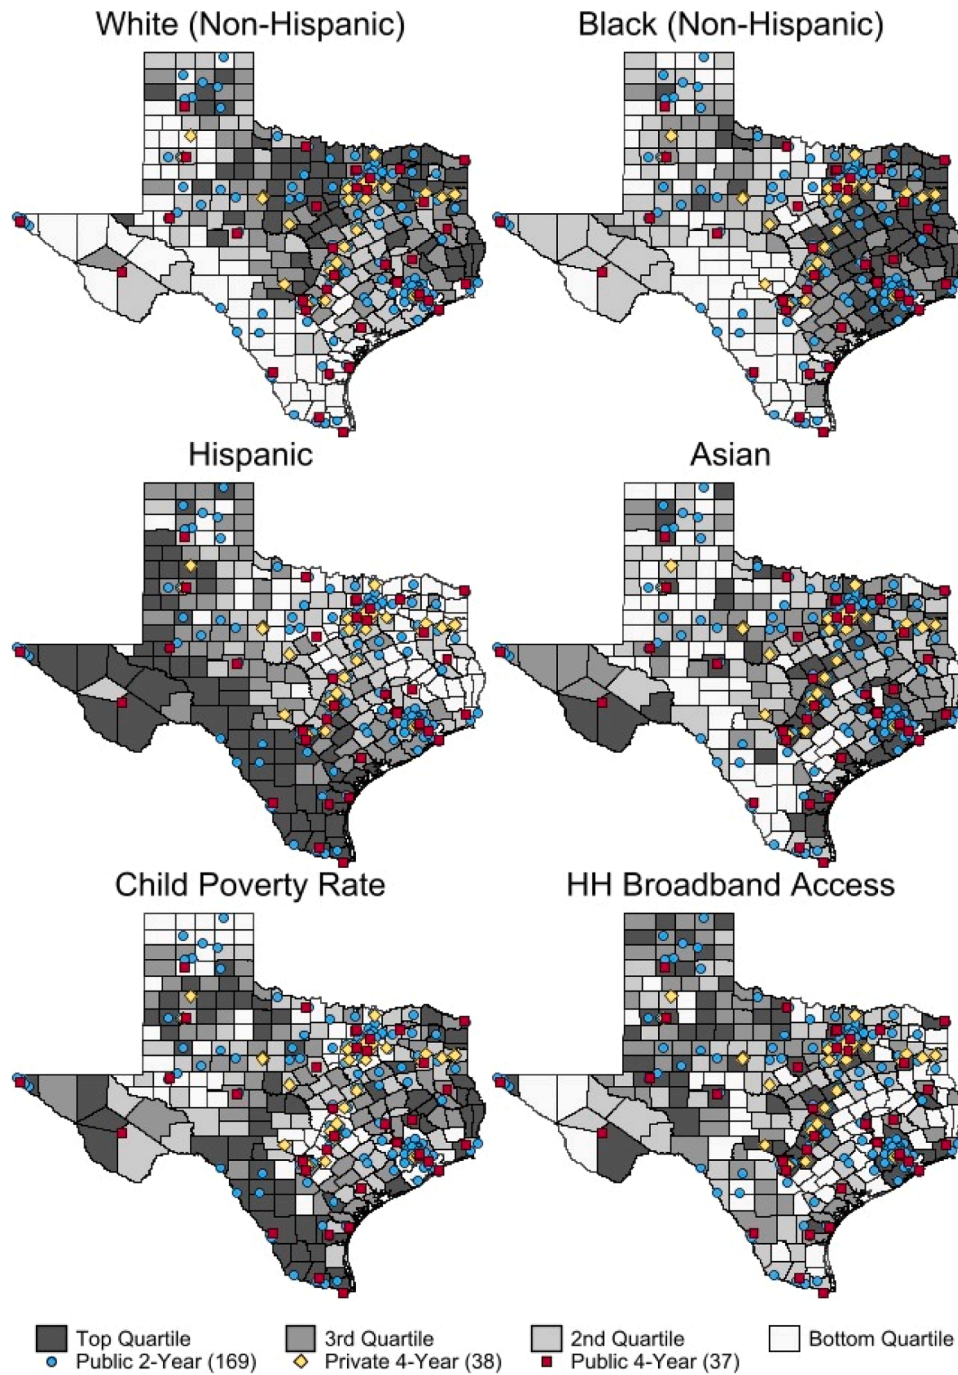 White (Non-Hispanic) Black (Non-Hispanic)
Hispanic Asian
Child Poverty Rate HH Broadband Access
Top Quartile 3rd Quartile 2nd Quartile Bottom Quartile
Public 2-Year (169) Private 4-Year (38) Public 4-Year (37)